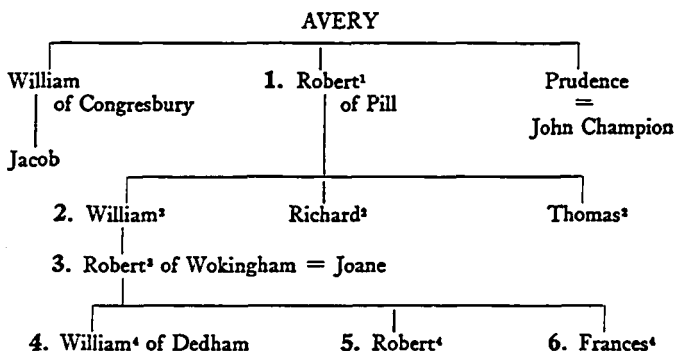 AVERY
William 1. Robert¹ Prudence
of Congresbury of Pill =
John Champion
Jacob
2. William² Richard² Thomas²
3. Robert³ of Wokingham = Joane
4. William⁴ of Dedham 5. Robert⁴ 6. Frances⁴